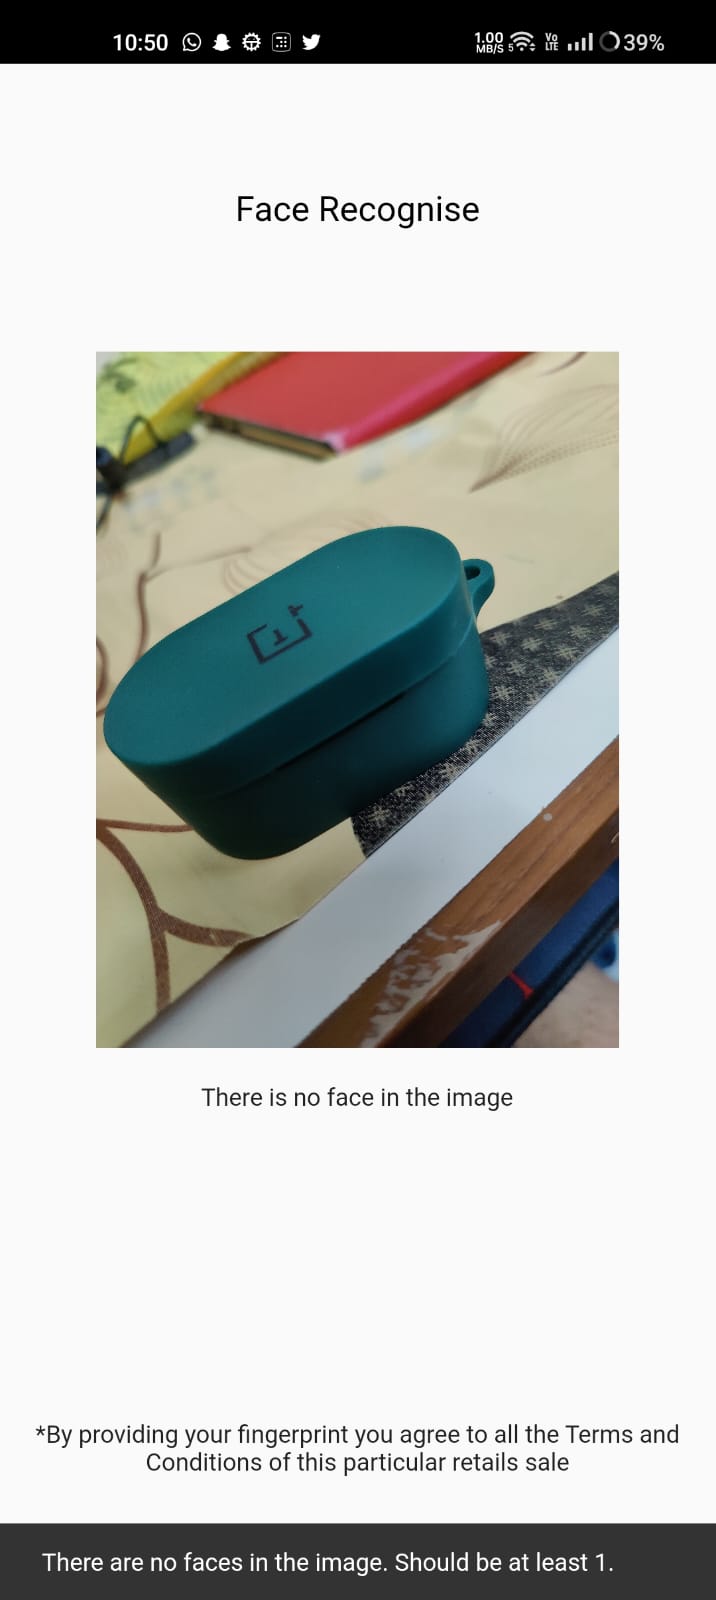 10:50
1.00
MB/S
5
Vo
LTE
39%
Face Recognise
1
There is no face in the image
*By providing your fingerprint you agree to all the Terms and
Conditions of this particular retails sale
There are no faces in the image. Should be at least 1.